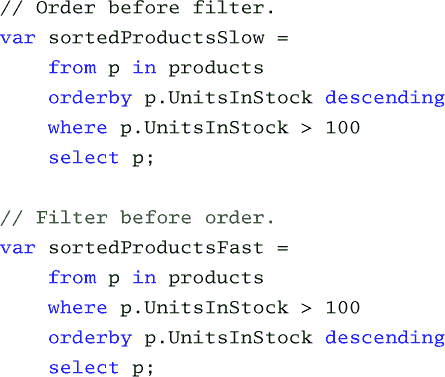 // Order before filter.
var sortedProductsSlow =
from p in products
orderby p.UnitsInStock descending
where p.UnitsInStock > 100
select p;
// Filter before order.
var sortedProductsFast =
from p in products
where p.UnitsInStock > 100
orderby p.UnitsInStock descending
select p;